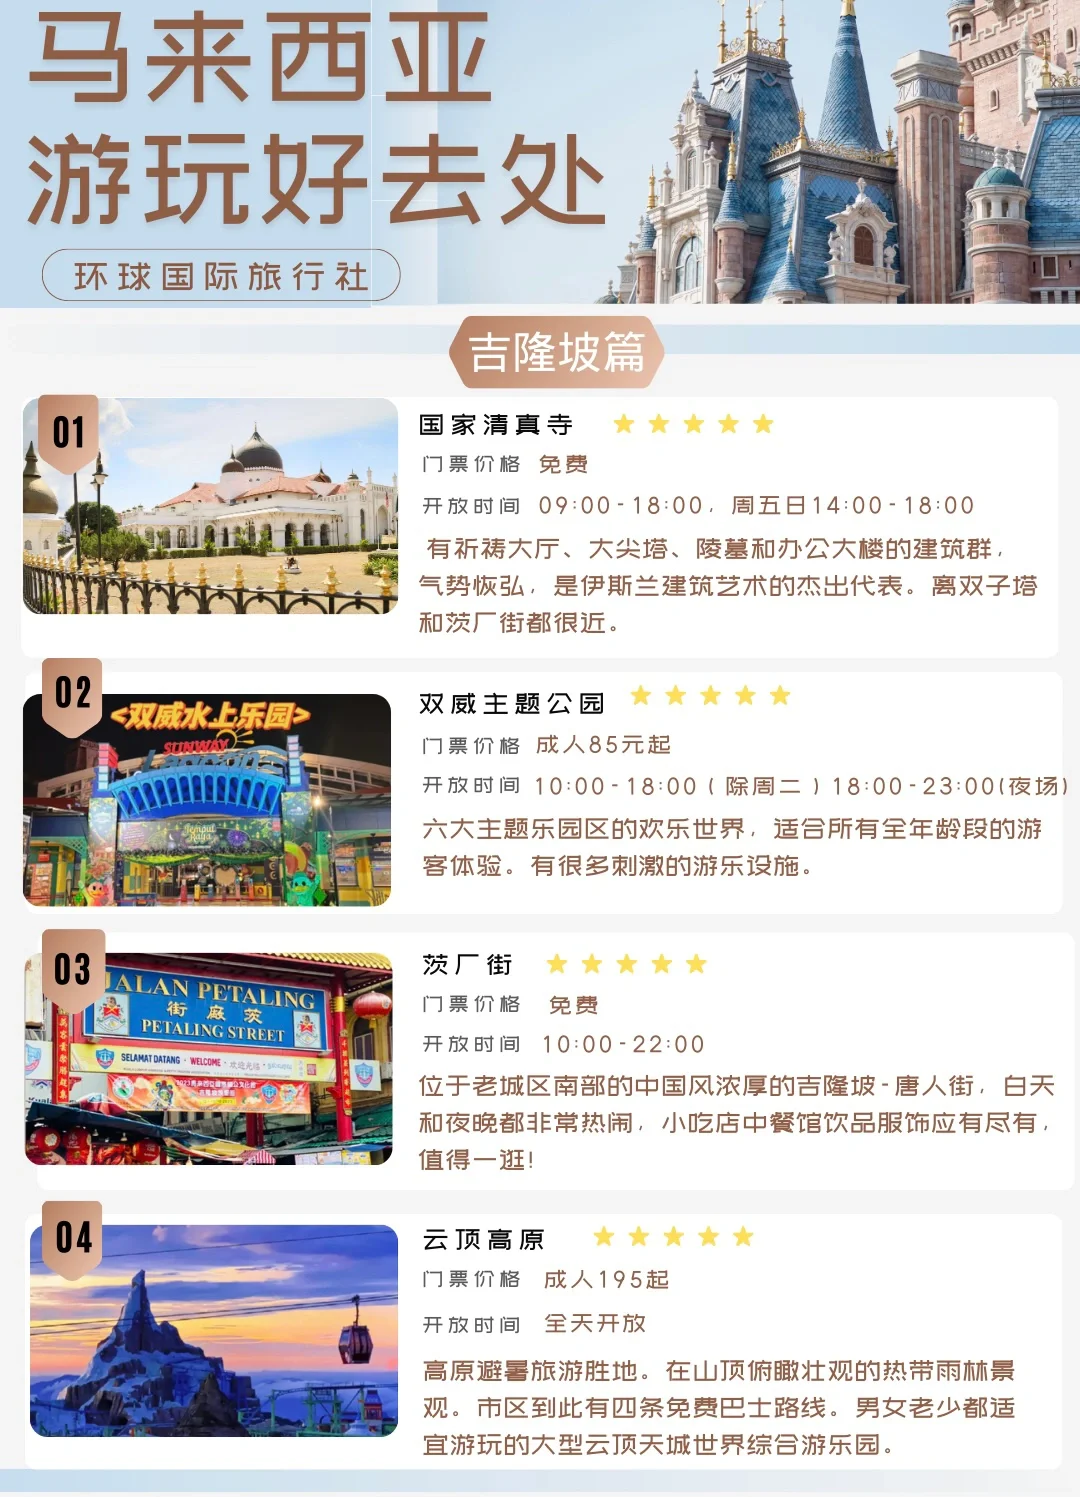 马来西亚
游玩好去处
环球国际旅行社
吉隆坡篇
01
国家清真寺
门票价格 免费
开放时间 09:00-18:00，周五日14:00-18:00
有祈祷大厅、大尖塔、陵墓和办公大楼的建筑群，
气势恢弘，是伊斯兰建筑艺术的杰出代表。离双子塔
和茨厂街都很近。
02
<双威水上乐园>
SUNWAY
Lagoon
双威主题公园
门票价格 成人85元起
开放时间 10:00-18:00（除周二）18:00-23:00(夜场)
六大主题乐园区的欢乐世界，适合所有全年龄段的游
客体验。有很多刺激的游乐设施。
03
JALAN PETALING
街厰茨
PETALING STREET
SELAMAT DATANG · WELCOME · 欢迎光临
茨厂街
门票价格 免费
开放时间 10:00-22:00
位于老城区南部的中国风浓厚的吉隆坡-唐人街，白天
和夜晚都非常热闹，小吃店中餐馆饮品服饰应有尽有，
值得一逛!
04
云顶高原
门票价格 成人195起
开放时间 全天开放
高原避暑旅游胜地。在山顶俯瞰壮观的热带雨林景
观。市区到此有四条免费巴士路线。男女老少都适
宜游玩的大型云顶天城世界综合游乐园。